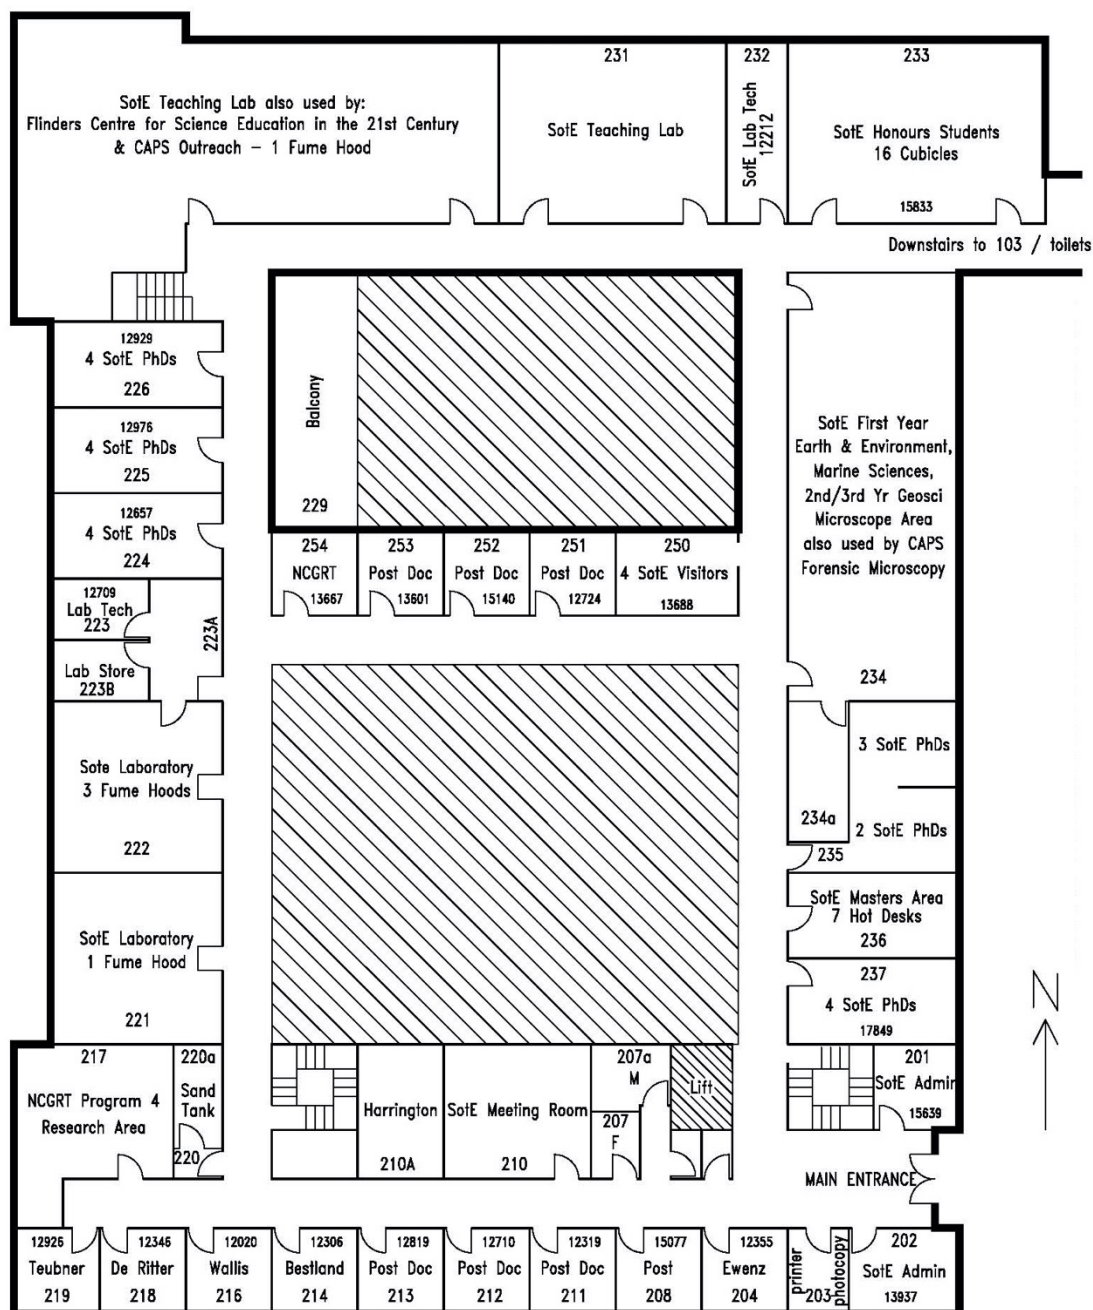 231
232
233
SotE Teaching Lab also used by:
Flinders Centre for Science Education in the 21st Century
& CAPS Outreach – 1 Fume Hood
SotE Teaching Lab
SotE Lab Tech
12212
SotE Honours Students
16 Cubicles
15833
Downstairs to 103 / toilets
12929
4 SotE PhDs
226
12976
4 SotE PhDs
225
12657
4 SotE PhDs
224
12709
Lab Tech
223
223A
Lab Store
223B
Balcony
229
254
NCGRT
13667
253
Post Doc
13601
252
Post Doc
15140
251
Post Doc
12724
250
4 SotE Visitors
13688
SotE First Year
Earth & Environment,
Marine Sciences,
2nd/3rd Yr Geosci
Microscope Area
also used by CAPS
Forensic Microscopy
234
3 SotE PhDs
234a
2 SotE PhDs
235
Sote Laboratory
3 Fume Hoods
222
SotE Laboratory
1 Fume Hood
221
SotE Masters Area
7 Hot Desks
236
237
4 SotE PhDs
17849
N
217
NCGRT Program 4
Research Area
220a
Sand
Tank
220
Harrington
210A
SotE Meeting Room
210
207a
M
207
F
Lift
201
SotE Admin
15639
MAIN ENTRANCE
12926
Teubner
219
12346
De Ritter
218
12020
Wallis
216
12306
Bestland
214
12819
Post Doc
213
12710
Post Doc
212
12319
Post Doc
211
15077
Post
208
12355
Ewenz
204
printer
203
photocopy
202
SotE Admin
13937